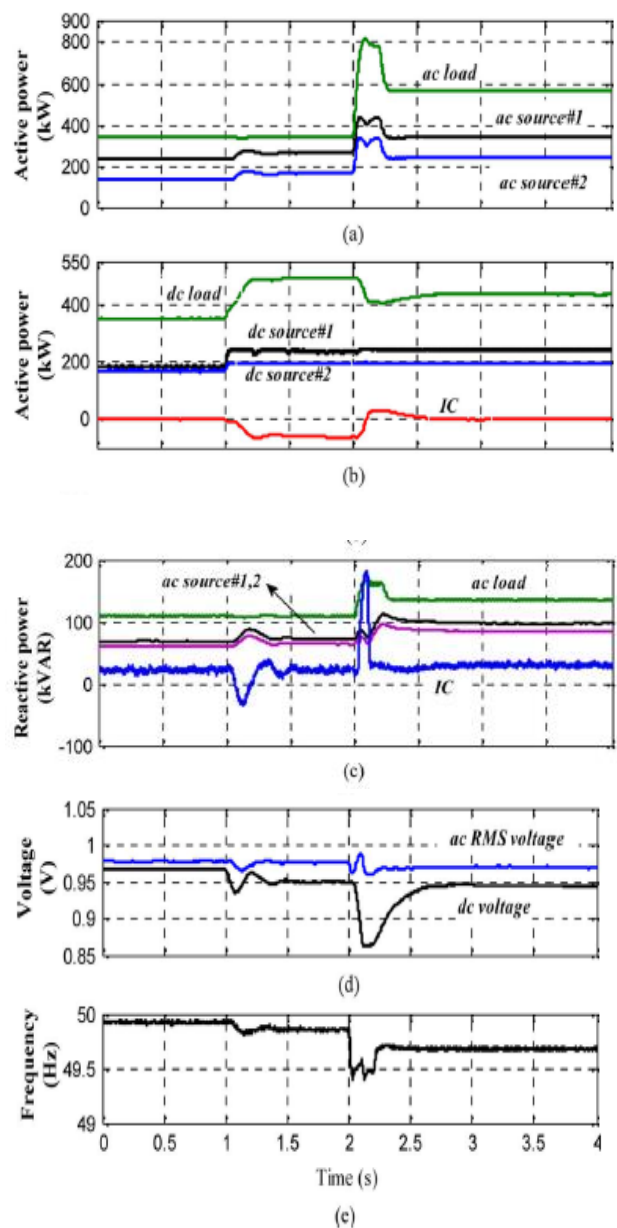 900
800
600
400
200
0
Active power
(kW)
ac load
ac source#1
ac source#2
(a)
550
400
200
0
Active power
(kW)
dc load
dc source#1
dc source#2
IC
(b)
200
100
0
-100
Reactive power
(kVAR)
ac source#1,2
ac load
IC
(c)
1.05
1
0.95
0.9
0.85
Voltage
(V)
ac RMS voltage
dc voltage
(d)
50
49.5
49
Frequency
(Hz)
0 0.5 1 1.5 2 2.5 3 3.5 4
Time (s)
(e)